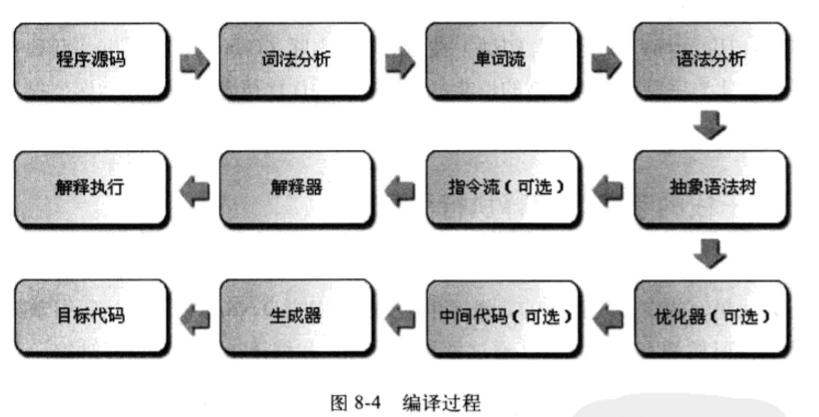 程序源码
词法分析
单词流
语法分析
解释执行
解释器
指令流（可选）
抽象语法树
目标代码
生成器
中间代码（可选）
优化器（可选）
图 8-4 编译过程